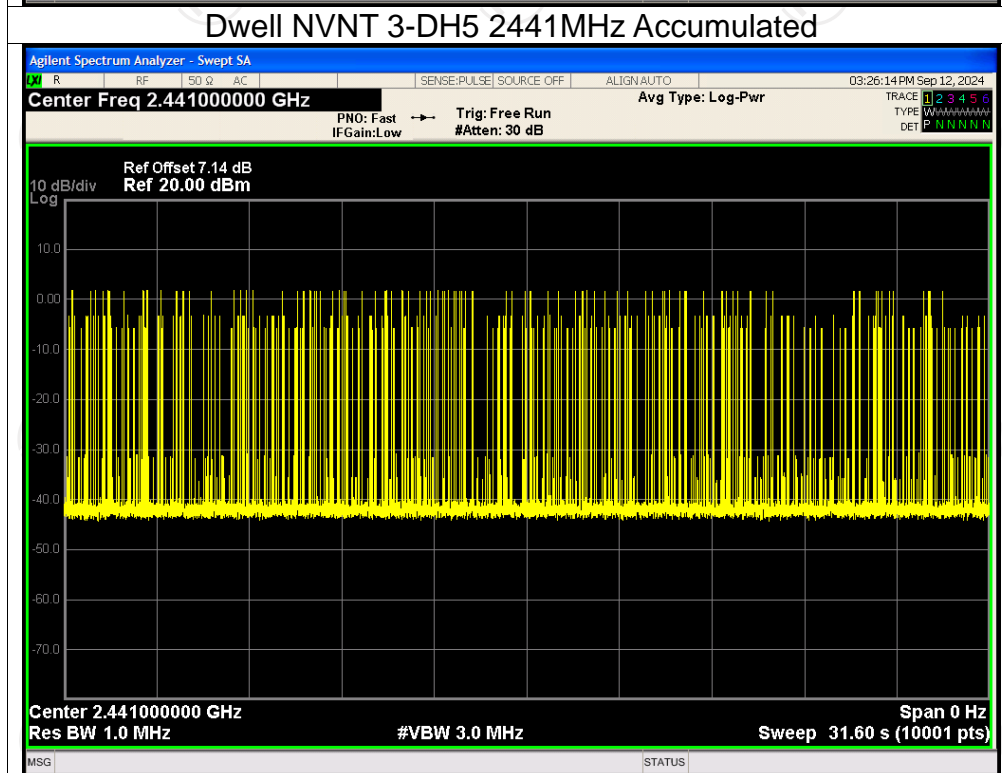 Dwell NVNT 3-DH5 2441MHz Accumulated
Agilent Spectrum Analyzer - Swept SA
LXI R RF 50 Ω AC SENSE:PULSE SOURCE OFF ALIGN AUTO 03:26:14 PM Sep 12, 2024
Center Freq 2.441000000 GHz Avg Type: Log-Pwr TRACE 1 2 3 4 5 6
PNO: Fast Trig: Free Run TYPE WWWWWW
IFGain:Low #Atten: 30 dB DET P N N N N N
Ref Offset 7.14 dB
10 dB/div Ref 20.00 dBm
Log
10.0
0.00
-10.0
-20.0
-30.0
-40.0
-50.0
-60.0
-70.0
Center 2.441000000 GHz Span 0 Hz
Res BW 1.0 MHz #VBW 3.0 MHz Sweep 31.60 s (10001 pts)
MSG STATUS